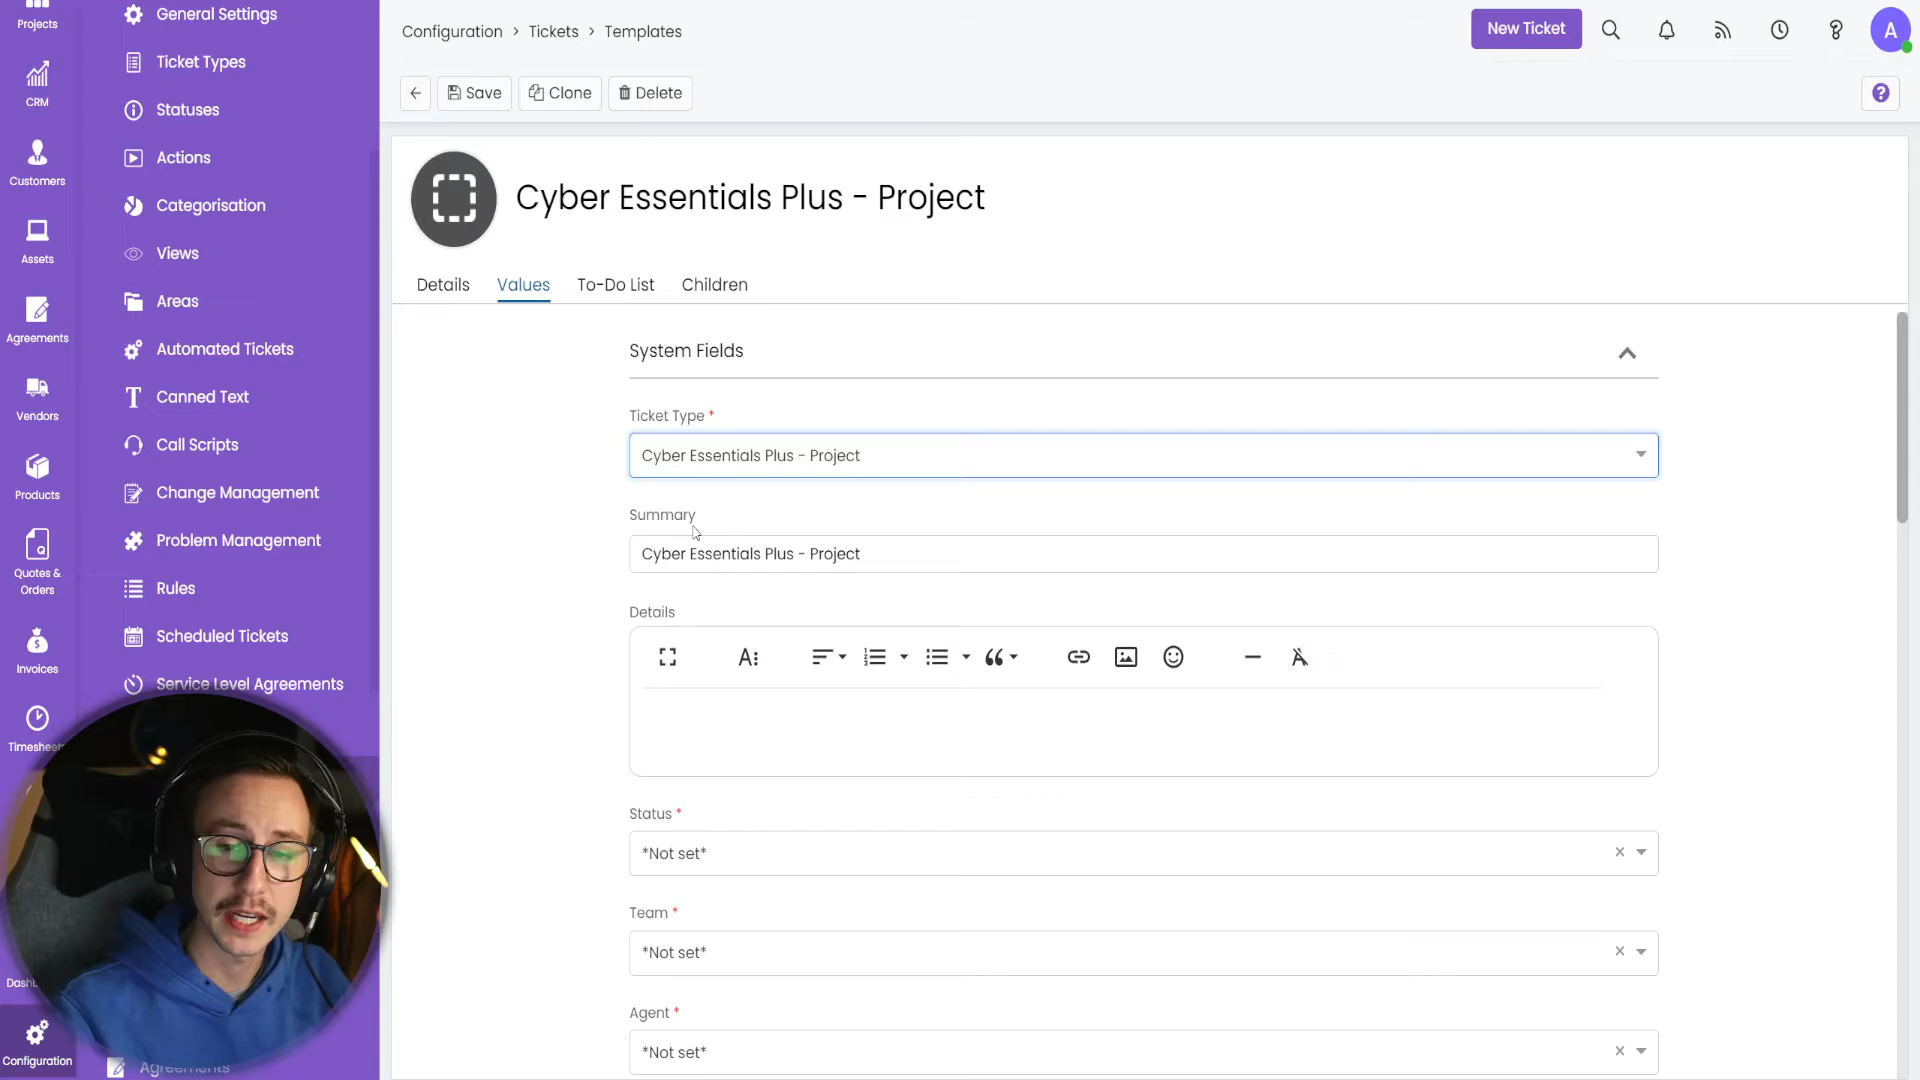 Projects
CRM
Customers
Assets
Agreements
Vendors
Products
Quotes &
Orders
Invoices
Configuration
General Settings
Ticket Types
Statuses
Actions
Categorisation
Views
Areas
Automated Tickets
Canned Text
Call Scripts
Change Management
Problem Management
Rules
Scheduled Tickets
Service Level Agreements
Agreements
Configuration > Tickets > Templates
New Ticket
A
Save
Clone
Delete
Cyber Essentials Plus - Project
Details
Values
To-Do List
Children
System Fields
Ticket Type *
Cyber Essentials Plus - Project
Summary
Cyber Essentials Plus - Project
Details
Status *
*Not set*
Team *
*Not set*
Agent *
*Not set*